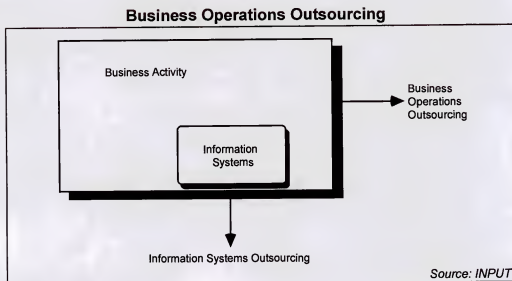 Business Operations Outsourcing
Business Activity
Business
Operations
Outsourcing
Information
Systems
Information Systems Outsourcing
Source: INPUT